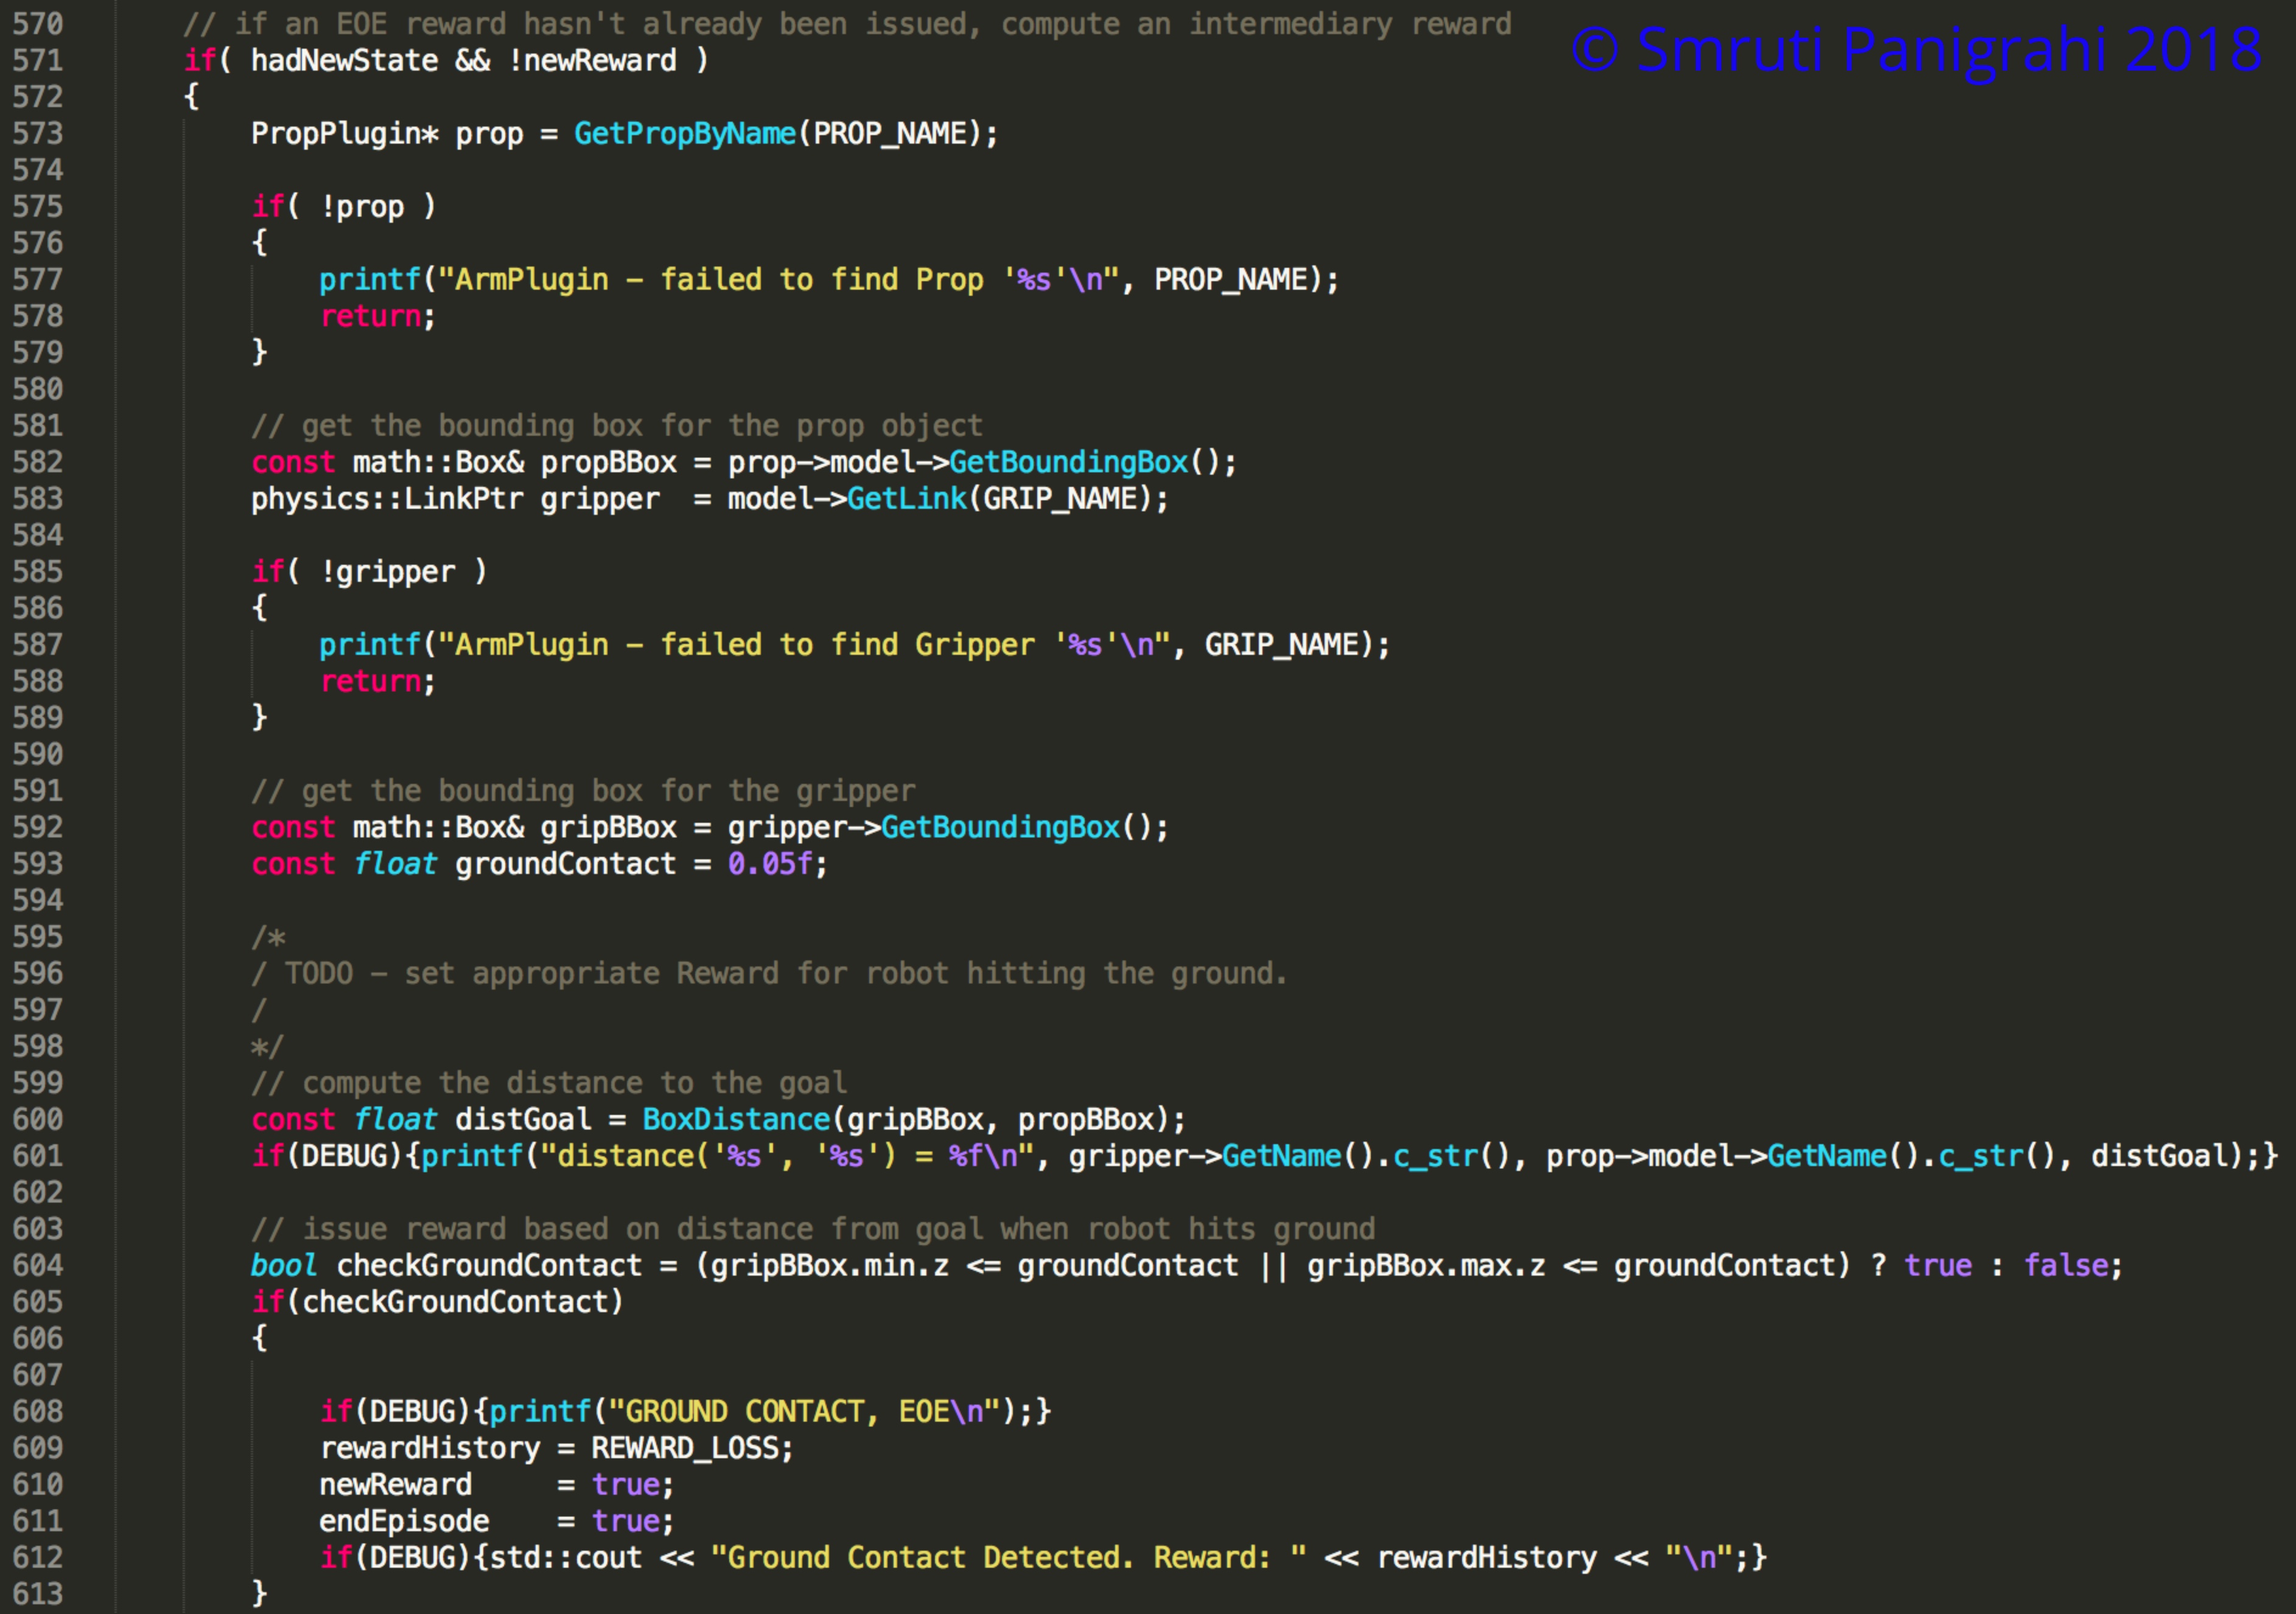 © Smruti Panigrahi 2018
570 // if an EOE reward hasn't already been issued, compute an intermediary reward
571 if( hadNewState && !newReward )
572 {
573 PropPlugin* prop = GetPropByName(PROP_NAME);
574
575 if( !prop )
576 {
577 printf("ArmPlugin - failed to find Prop '%s'\n", PROP_NAME);
578 return;
579 }
580
581 // get the bounding box for the prop object
582 const math::Box& propBBox = prop->model->GetBoundingBox();
583 physics::LinkPtr gripper  = model->GetLink(GRIP_NAME);
584
585 if( !gripper )
586 {
587 printf("ArmPlugin - failed to find Gripper '%s'\n", GRIP_NAME);
588 return;
589 }
590
591 // get the bounding box for the gripper
592 const math::Box& gripBBox = gripper->GetBoundingBox();
593 const float groundContact = 0.05f;
594
595 /*
596 / TODO - set appropriate Reward for robot hitting the ground.
597 /
598 */
599 // compute the distance to the goal
600 const float distGoal = BoxDistance(gripBBox, propBBox);
601 if(DEBUG){printf("distance('%s', '%s') = %f\n", gripper->GetName().c_str(), prop->model->GetName().c_str(), distGoal);}
602
603 // issue reward based on distance from goal when robot hits ground
604 bool checkGroundContact = (gripBBox.min.z <= groundContact || gripBBox.max.z <= groundContact) ? true : false;
605 if(checkGroundContact)
606 {
607
608 if(DEBUG){printf("GROUND CONTACT, EOE\n");}
609 rewardHistory = REWARD_LOSS;
610 newReward     = true;
611 endEpisode    = true;
612 if(DEBUG){std::cout << "Ground Contact Detected. Reward: " << rewardHistory << "\n";}
613 }